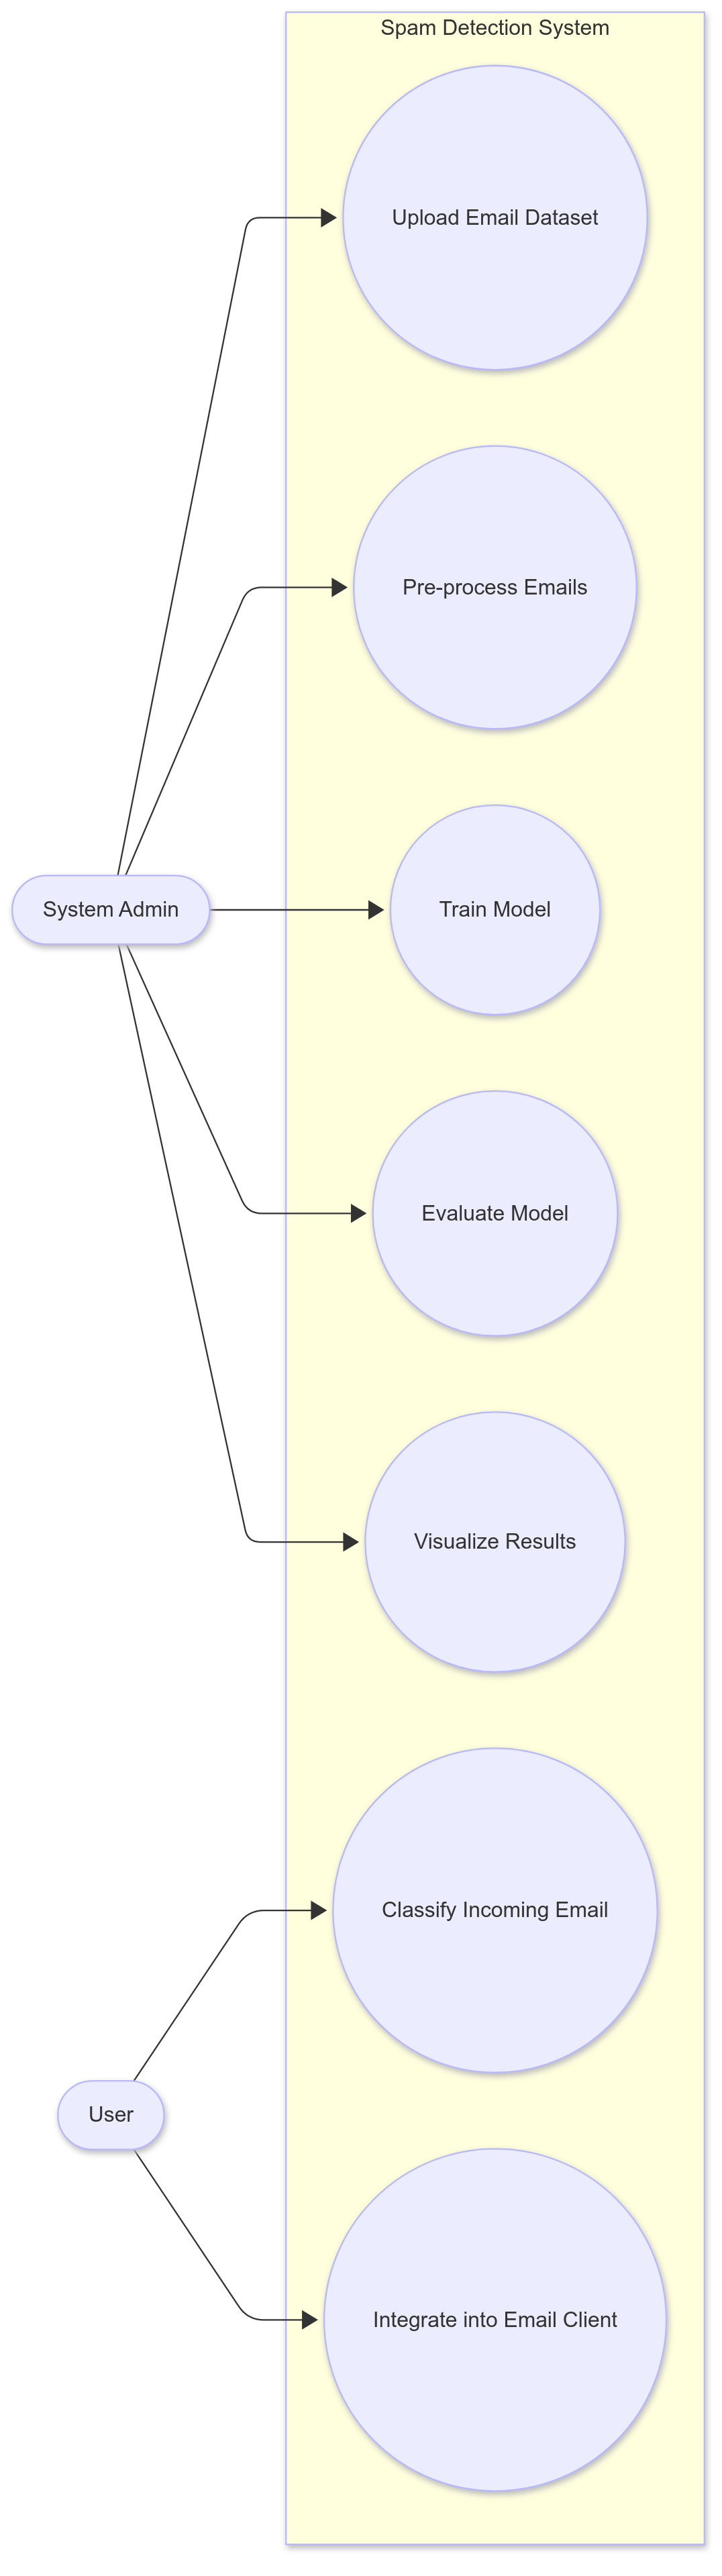 Spam Detection System
Upload Email Dataset
Pre-process Emails
System Admin
Train Model
Evaluate Model
Visualize Results
Classify Incoming Email
User
Integrate into Email Client